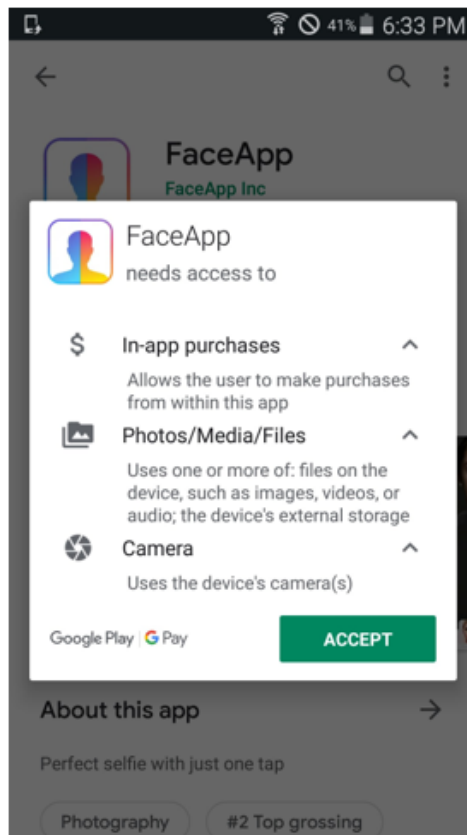 41% 6:33 PM
FaceApp
FaceApp Inc
FaceApp
needs access to
In-app purchases
Allows the user to make purchases
from within this app
Photos/Media/Files
Uses one or more of: files on the
device, such as images, videos, or
audio; the device's external storage
Camera
Uses the device's camera(s)
Google Play | G Pay
ACCEPT
About this app
Perfect selfie with just one tap
Photography
#2 Top grossing